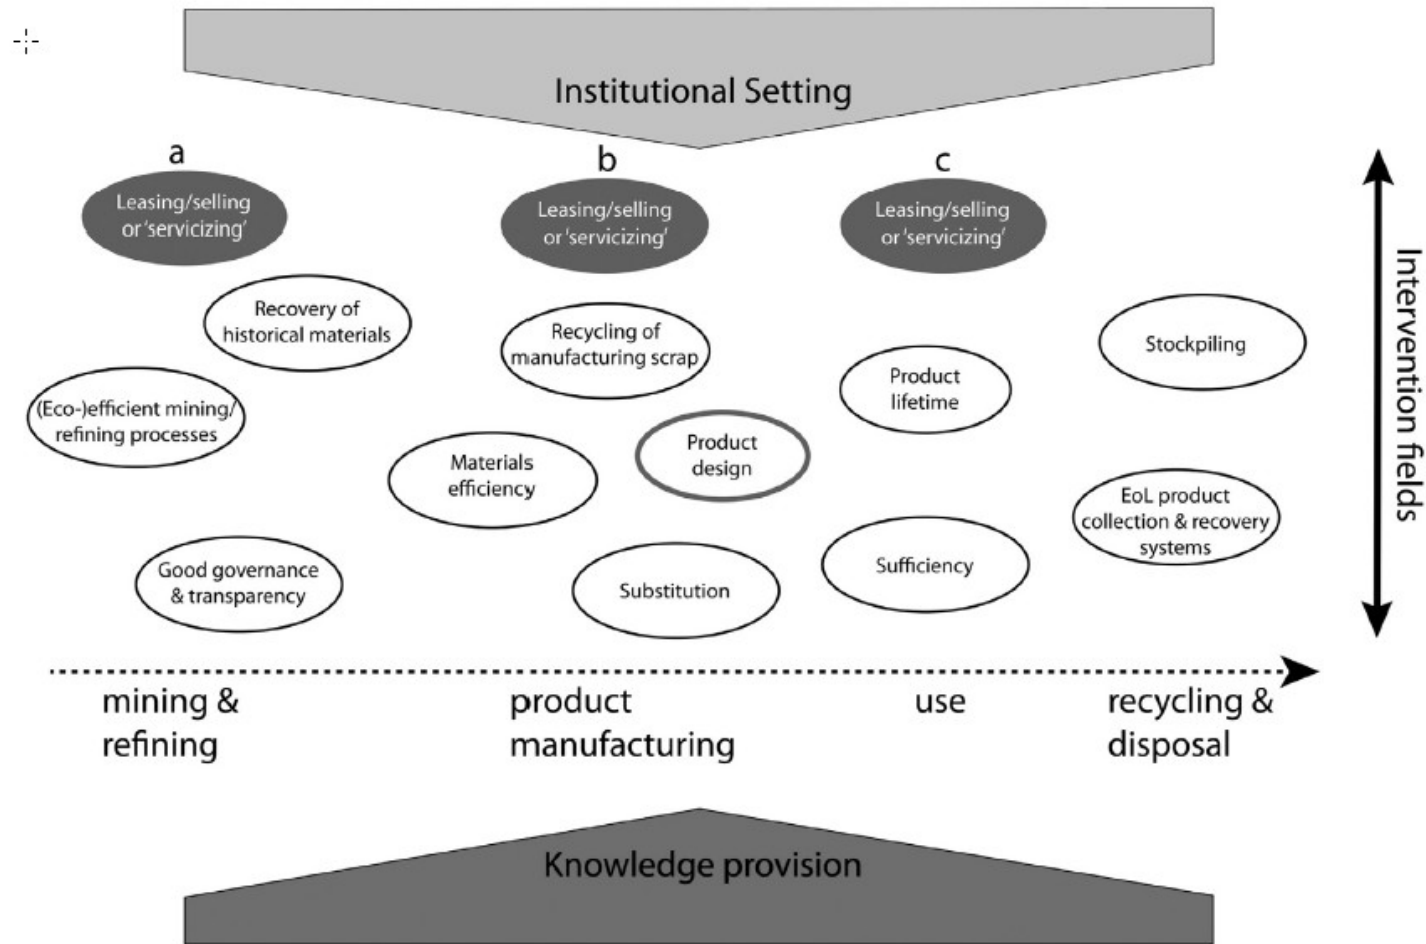 Institutional Setting
a
Leasing/selling
or ‘servicizing’
b
Leasing/selling
or ‘servicizing’
c
Leasing/selling
or ‘servicizing’
Recovery of
historical materials
Recycling of
manufacturing scrap
Stockpiling
Product
lifetime
(Eco-)efficient mining/
refining processes
Product
design
Materials
efficiency
EoL product
collection & recovery
systems
Good governance
& transparency
Substitution
Sufficiency
Intervention fields
mining &
refining
product
manufacturing
use
recycling &
disposal
Knowledge provision